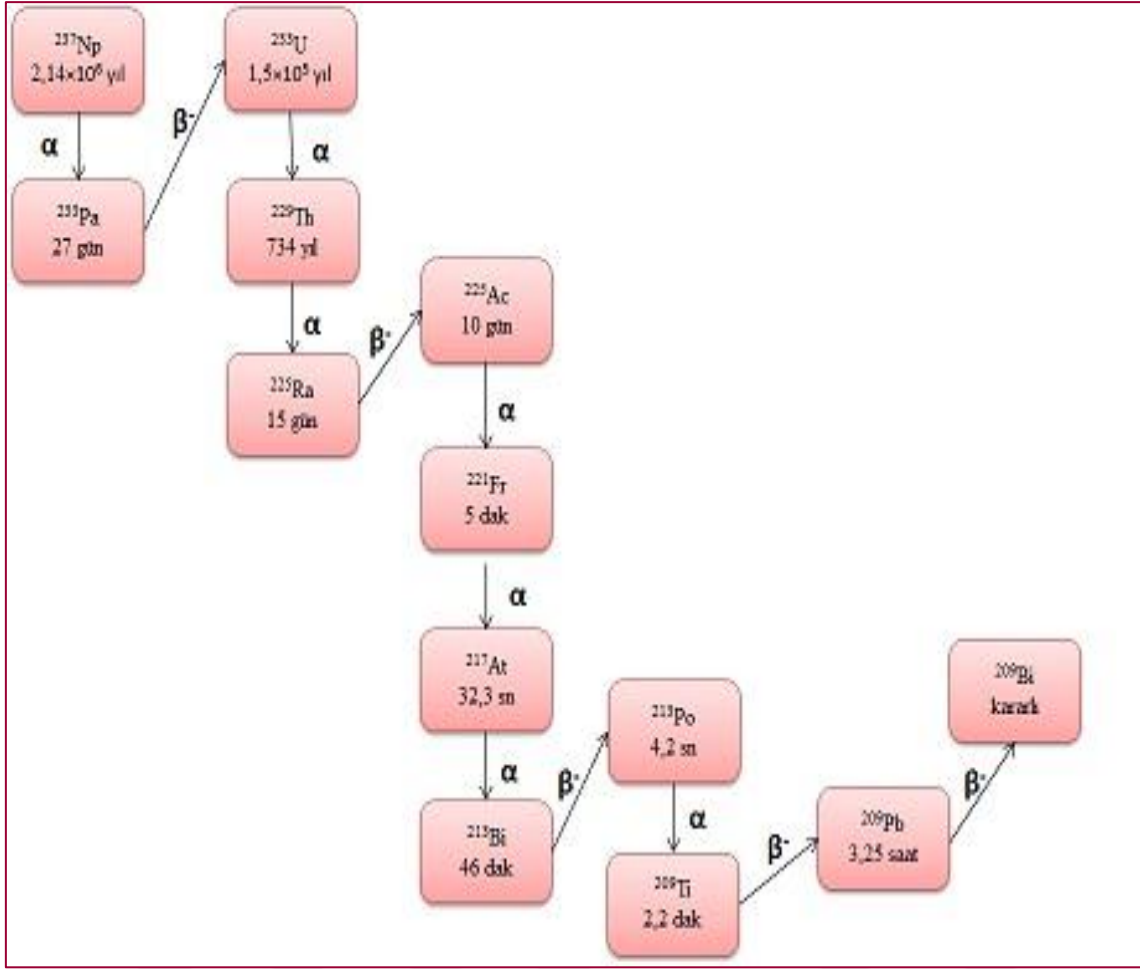 ²³⁷Np
2,14×10⁶ yıl
α
²³³Pa
27 gün
β⁻
²³³U
1,5×10⁵ yıl
α
²²⁹Th
734 yıl
α
²²⁵Ra
15 gün
β⁻
²²⁵Ac
10 gün
α
²²¹Fr
5 dak
α
²¹⁷At
32,3 sn
α
²¹³Bi
46 dak
β⁻
²¹³Po
4,2 sn
α
²⁰⁹Ti
2,2 dak
β⁻
²⁰⁹Pb
3,25 saat
β⁻
²⁰⁹Bi
kararlı